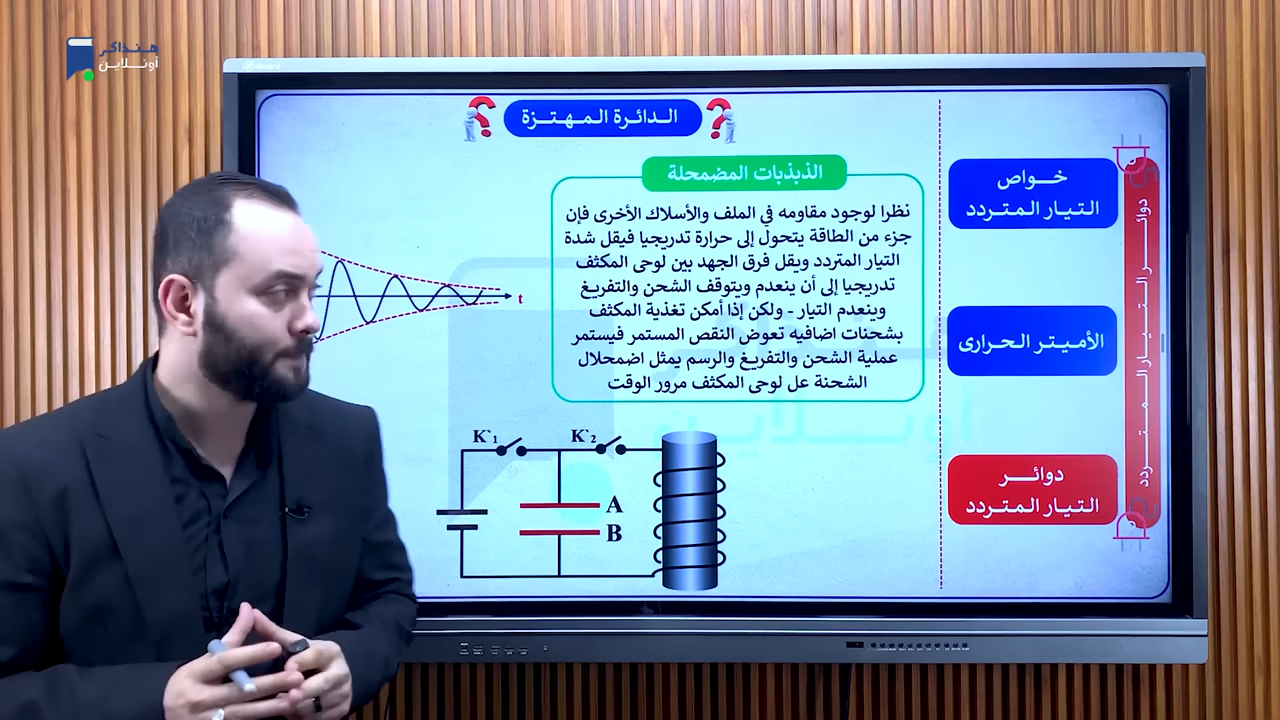 هنذاكر
أونلاين
iBoard
الدائرة المهتزة
?
?
الذبذبات المضمحلة
نظرا لوجود مقاومه في الملف والأسلاك الأخرى فإن
جزء من الطاقة يتحول إلى حرارة تدريجيا فيقل شدة
التيار المتردد ويقل فرق الجهد بين لوحى المكثف
تدريجيا إلى أن ينعدم ويتوقف الشحن والتفريغ
وينعدم التيار - ولكن إذا أمكن تغذية المكثف
بشحنات اضافيه تعوض النقص المستمر فيستمر
عملية الشحن والتفريغ والرسم يمثل اضمحلال
الشحنة عل لوحى المكثف مرور الوقت
t
K`1
K`2
A
B
أونلاين
خواص
التيار المتردد
الأميتر الحرارى
دوائر
التيار المتردد
دوائر التيار المتردد